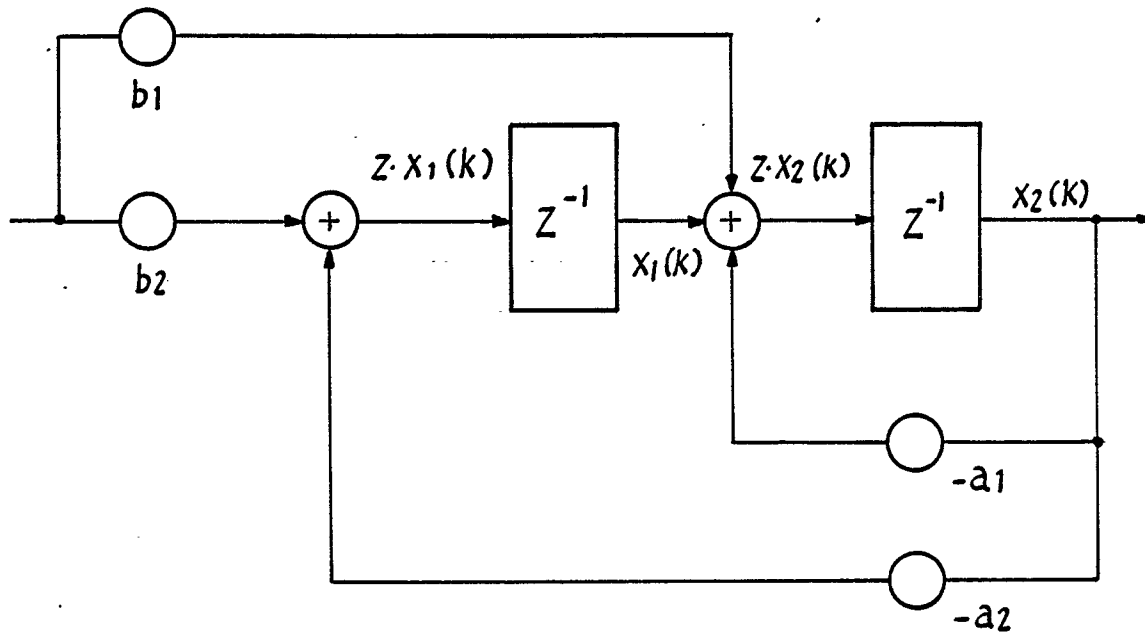 b1
z·x1(k)
z·x2(k)
x2(k)
b2
+
z-1
x1(k)
+
z-1
-a1
-a2